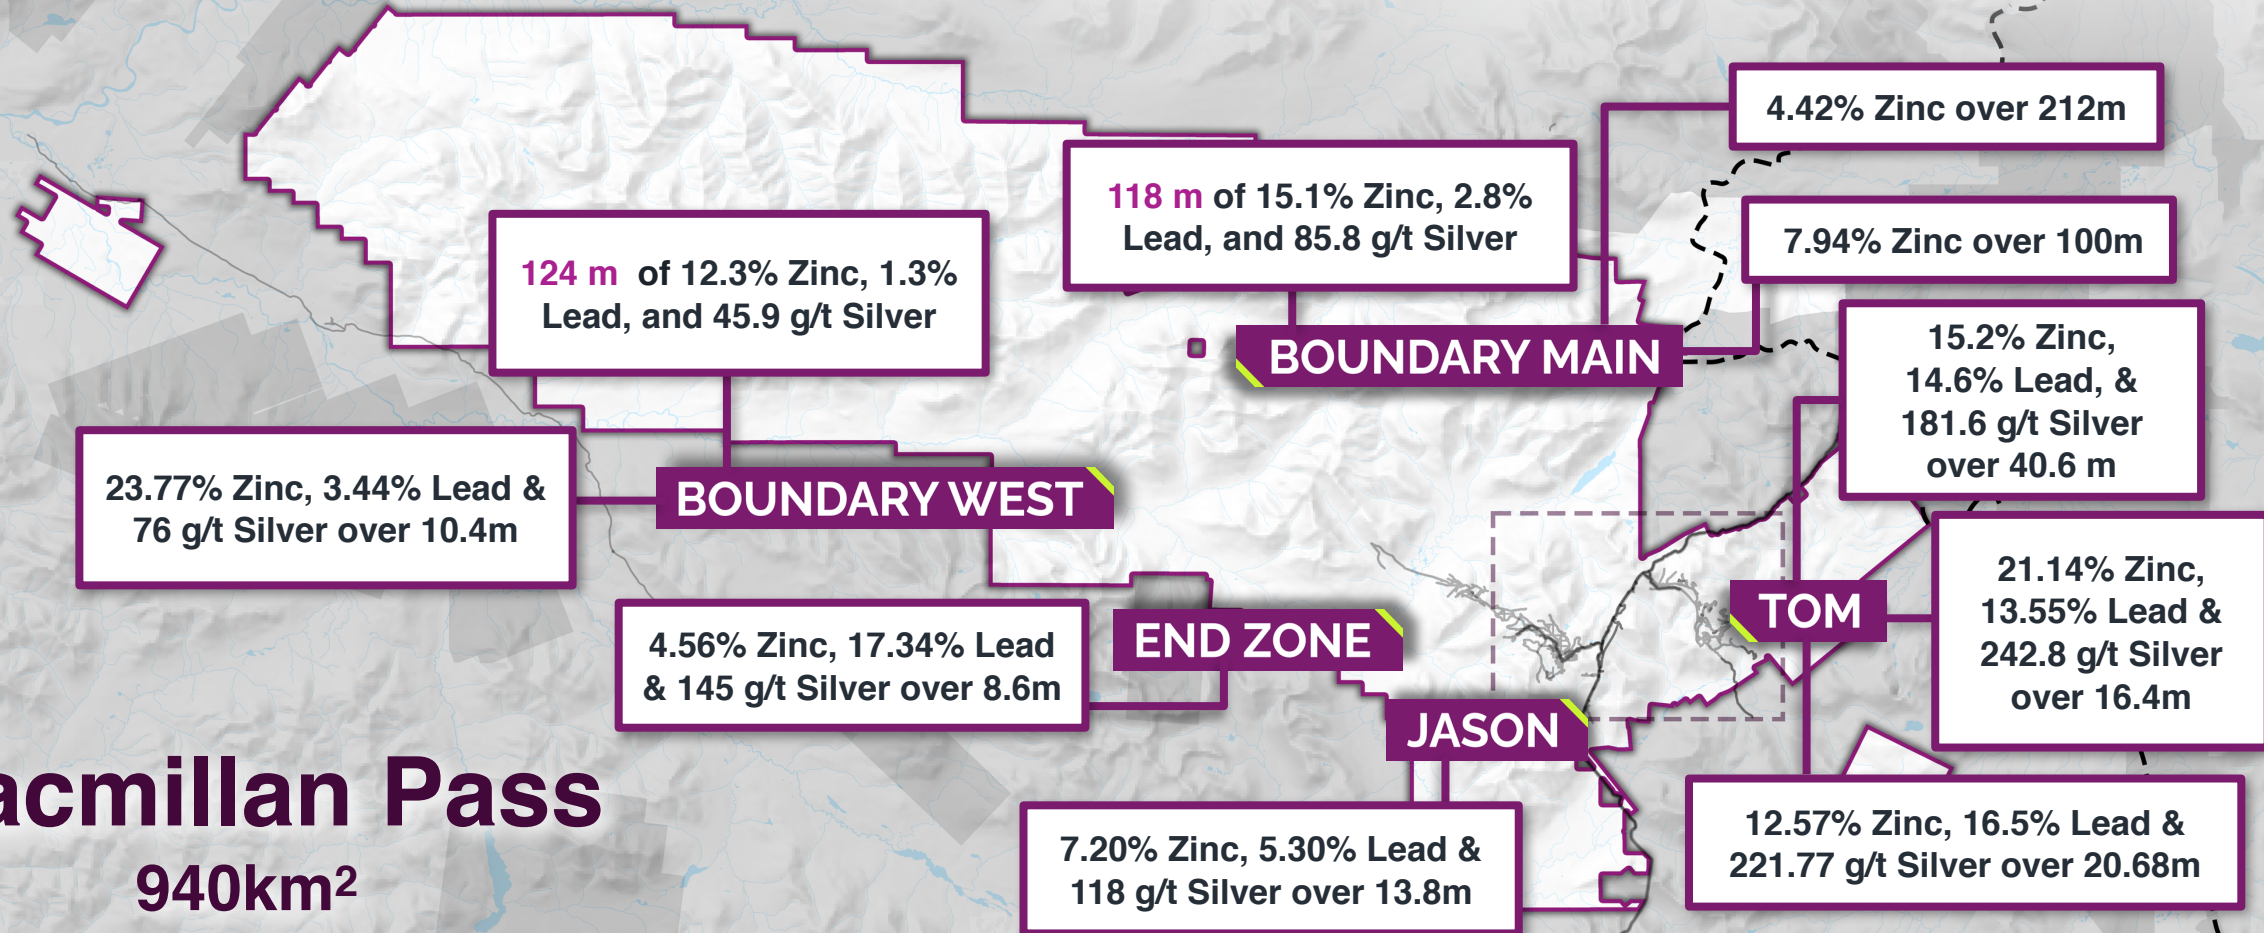 4.42% Zinc over 212m
118 m of 15.1% Zinc, 2.8%
Lead, and 85.8 g/t Silver
7.94% Zinc over 100m
124 m of 12.3% Zinc, 1.3%
Lead, and 45.9 g/t Silver
BOUNDARY MAIN
15.2% Zinc,
14.6% Lead, &
181.6 g/t Silver
over 40.6 m
23.77% Zinc, 3.44% Lead &
76 g/t Silver over 10.4m
BOUNDARY WEST
21.14% Zinc,
13.55% Lead &
242.8 g/t Silver
over 16.4m
TOM
4.56% Zinc, 17.34% Lead
& 145 g/t Silver over 8.6m
END ZONE
JASON
acmillan Pass
940km²
7.20% Zinc, 5.30% Lead &
118 g/t Silver over 13.8m
12.57% Zinc, 16.5% Lead &
221.77 g/t Silver over 20.68m